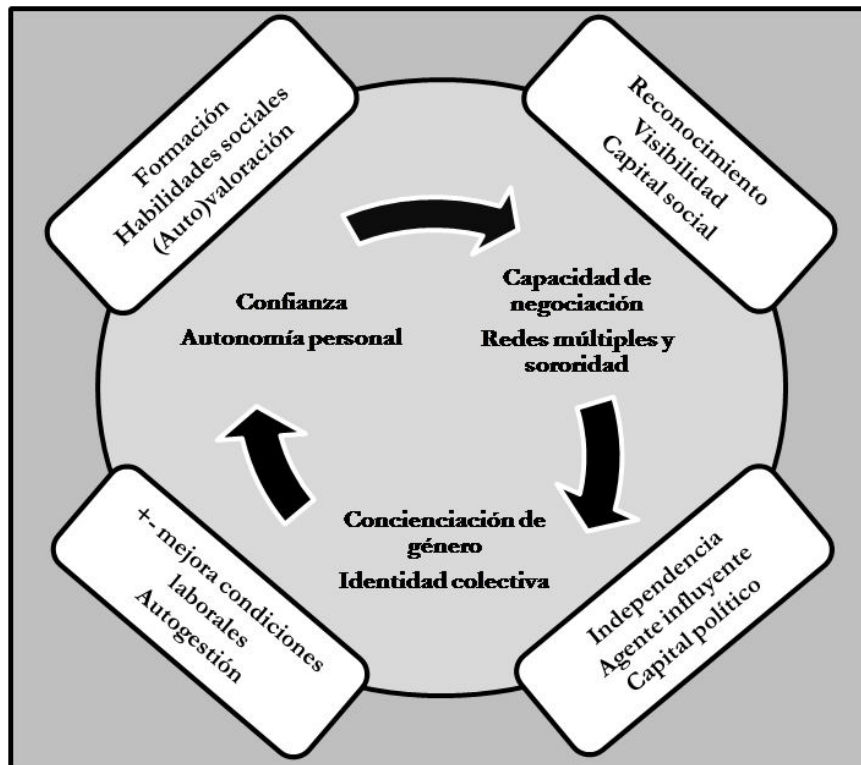 Formación
Habilidades sociales
(Auto)valoración
Reconocimiento
Visibilidad
Capital social
Confianza
Autonomía personal
Capacidad de
negociación
Redes múltiples y
sororidad
Concienciación de
género
Identidad colectiva
+- mejora condiciones
laborales
Autogestión
Independencia
Agente influyente
Capital político